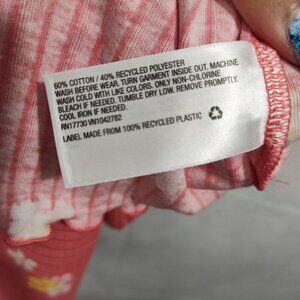 60% COTTON / 40% RECYCLED POLYESTER
WASH BEFORE WEAR. TURN GARMENT INSIDE OUT. MACHINE
WASH COLD WITH LIKE COLORS. ONLY NON-CHLORINE
BLEACH IF NEEDED. TUMBLE DRY LOW. REMOVE PROMPTLY.
COOL IRON IF NEEDED.
RN17730 VN1042782
LABEL MADE FROM 100% RECYCLED PLASTIC